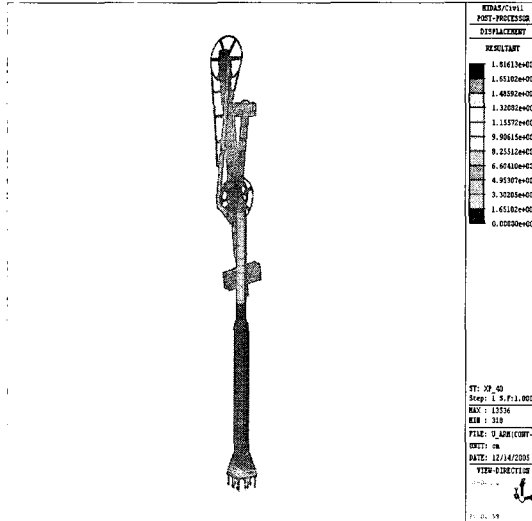 MIDAS/Civil
POST-PROCESSOR
DISPLACEMENT
RESULTANT
1.81613e+00
1.65102e+00
1.48592e+00
1.32082e+00
1.15572e+00
9.90615e+00
8.25512e+00
6.60410e+00
4.95307e+00
3.30205e+00
1.65102e+00
0.00000e+00
ST: XP_40
Step: 1 S.F:1.000
MAX : 13536
MIN : 318
FILE: U_ARM(CONT-
UNIT: cm
DATE: 12/14/2005
VIEW-DIRECTION